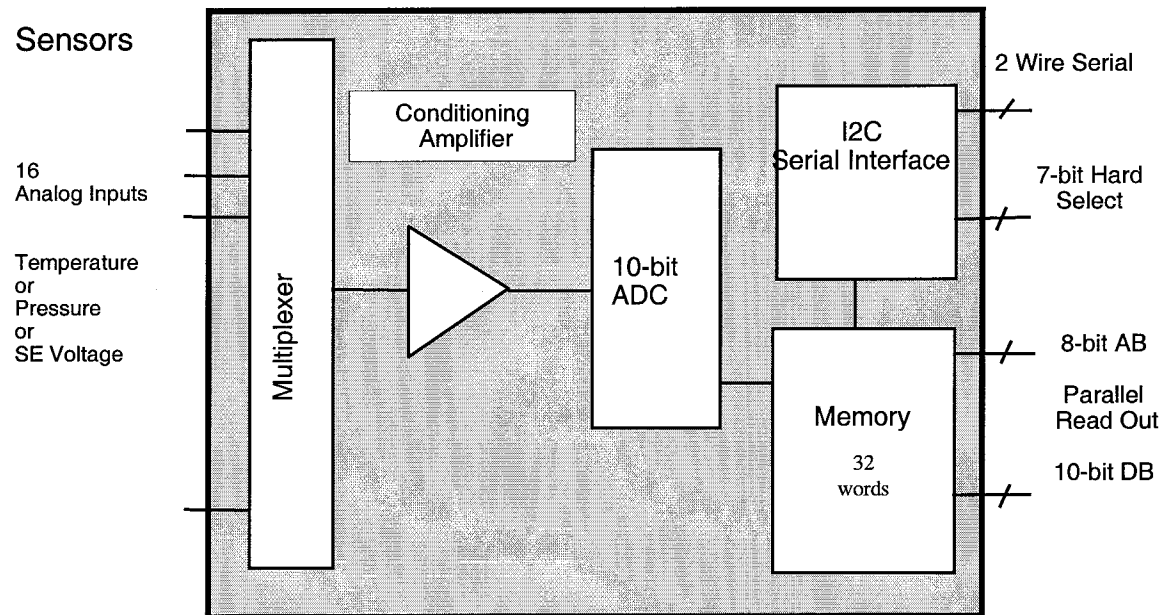 Sensors
16
Analog Inputs
Temperature
or
Pressure
or
SE Voltage
Multiplexer
Conditioning
Amplifier
10-bit
ADC
I2C
Serial Interface
Memory
32
words
2 Wire Serial
7-bit Hard
Select
8-bit AB
Parallel
Read Out
10-bit DB